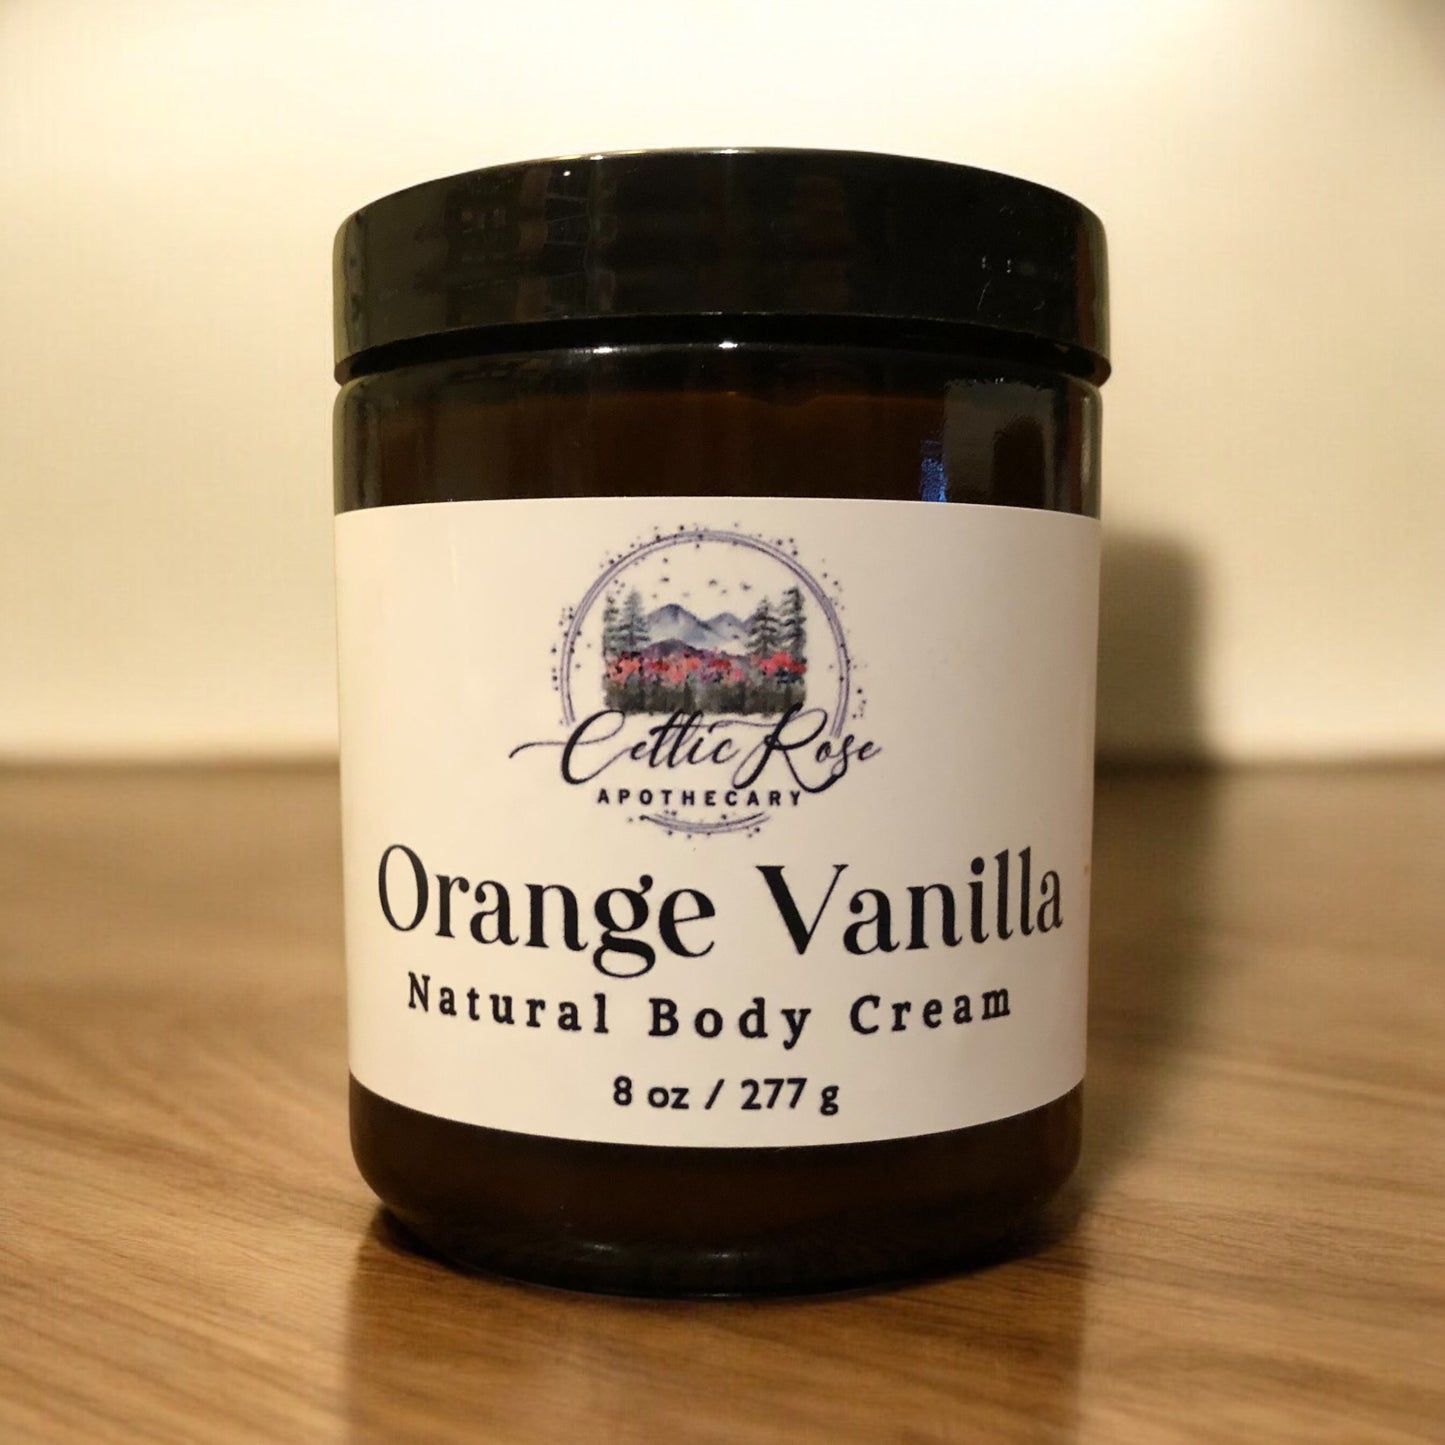 Celtic Rose
APOTHECARY
Orange Vanilla
Natural Body Cream
8 oz / 277 g